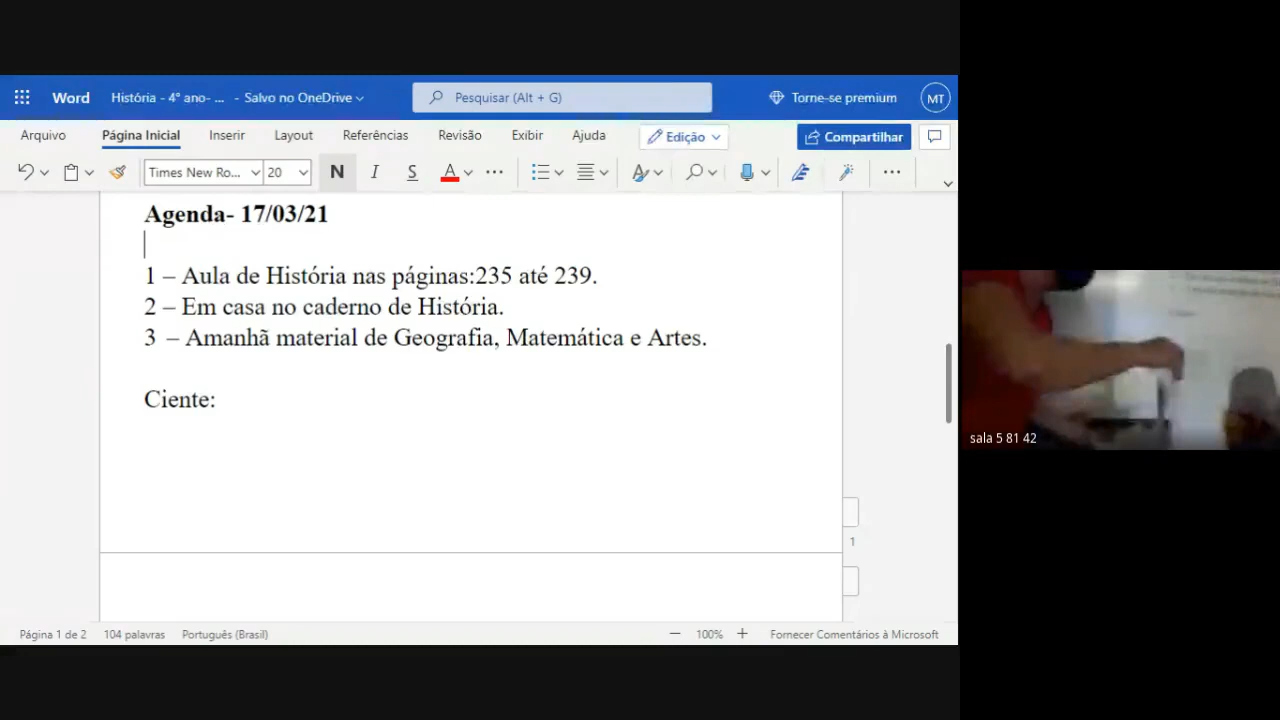 Word História - 4° ano- ... - Salvo no OneDrive Pesquisar (Alt + G) Torne-se premium MT
Arquivo Página Inicial Inserir Layout Referências Revisão Exibir Ajuda Edição Compartilhar
Times New Ro... 20 N I S A
Agenda- 17/03/21
1 – Aula de História nas páginas:235 até 239.
2 – Em casa no caderno de História.
3 – Amanhã material de Geografia, Matemática e Artes.
Ciente:
1
sala 5 81 42
Página 1 de 2 104 palavras Português (Brasil) 100% Fornecer Comentários à Microsoft